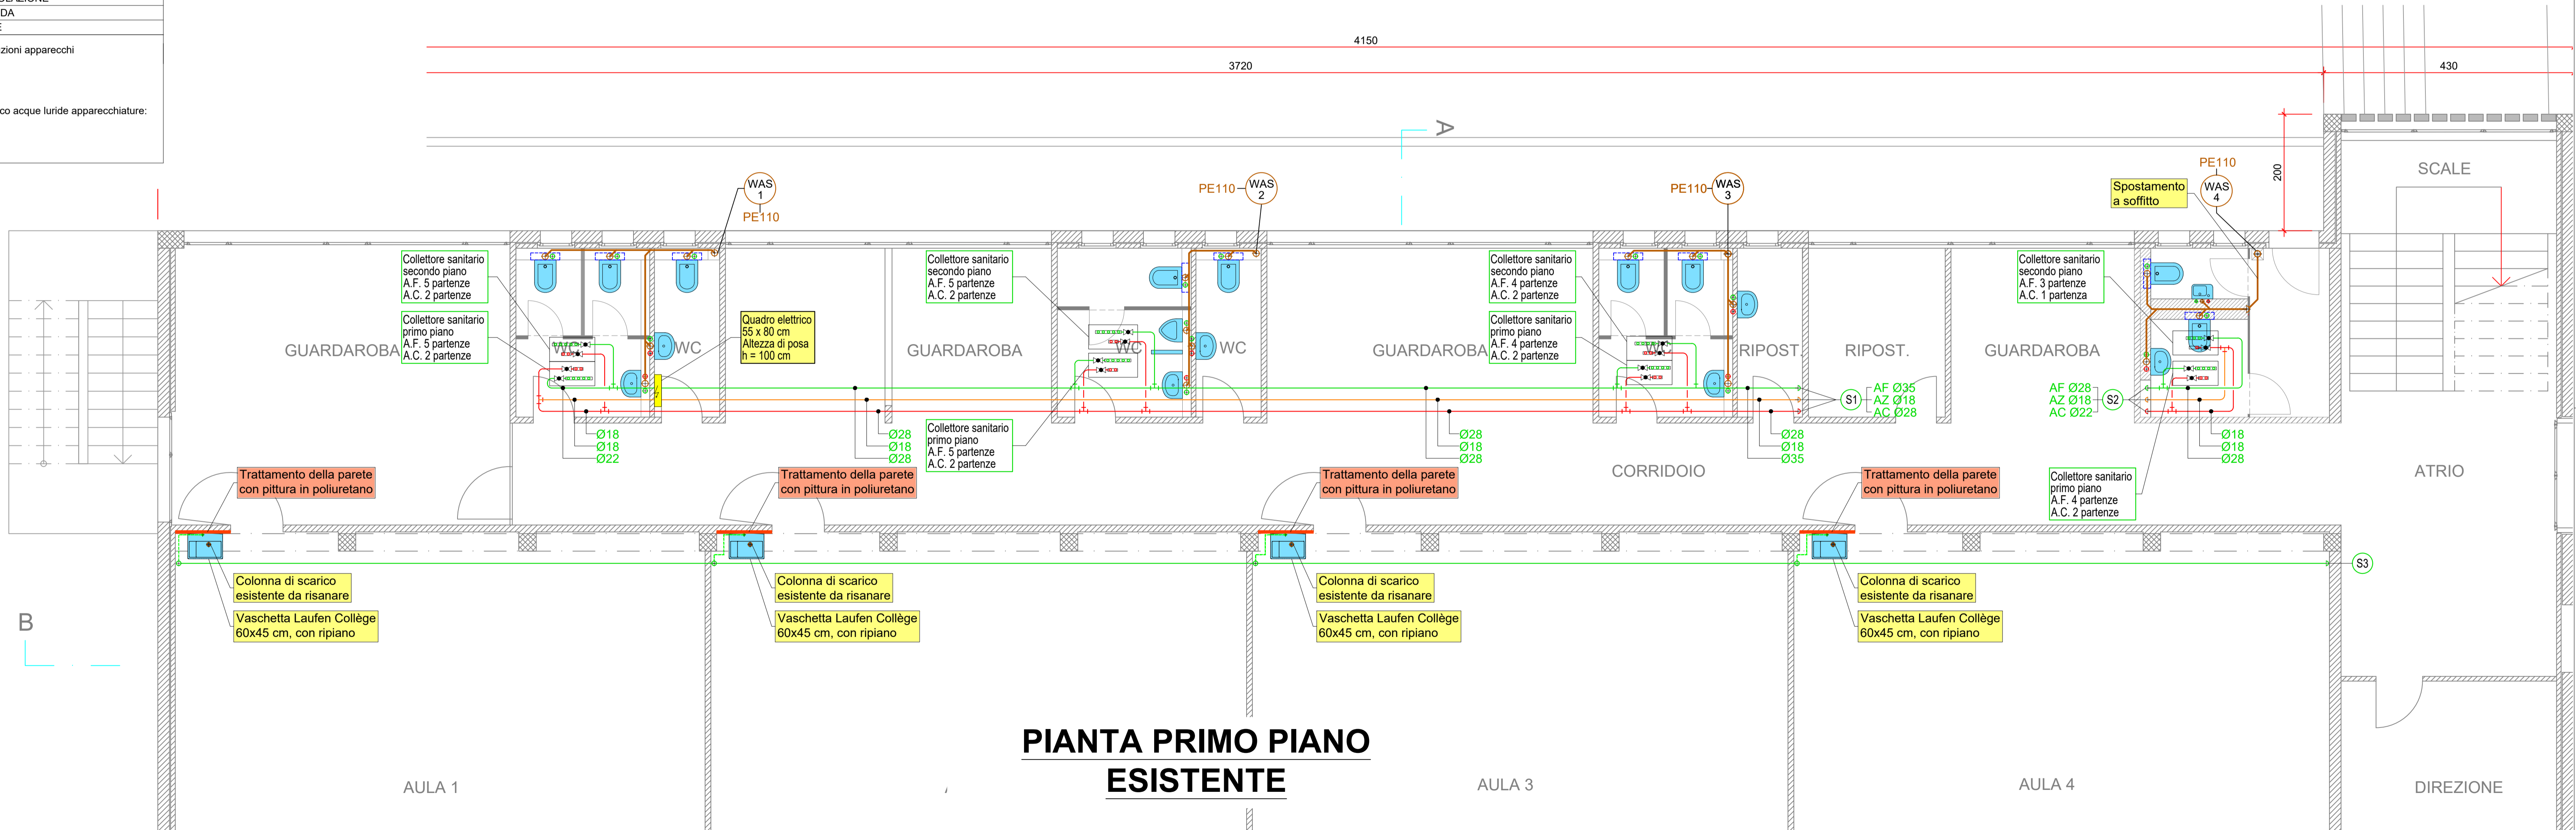 DA
zioni apparecchi
co acque luride apparecchiature:
4150
3720
430
200
A
B
WAS
1
PE110
PE110
WAS
2
PE110
WAS
3
PE110
WAS
4
Spostamento
a soffitto
SCALE
Collettore sanitario
secondo piano
A.F. 5 partenze
A.C. 2 partenze
Collettore sanitario
primo piano
A.F. 5 partenze
A.C. 2 partenze
Quadro elettrico
55 x 80 cm
Altezza di posa
h = 100 cm
Collettore sanitario
secondo piano
A.F. 5 partenze
A.C. 2 partenze
Collettore sanitario
primo piano
A.F. 5 partenze
A.C. 2 partenze
Collettore sanitario
secondo piano
A.F. 4 partenze
A.C. 2 partenze
Collettore sanitario
primo piano
A.F. 4 partenze
A.C. 2 partenze
Collettore sanitario
secondo piano
A.F. 3 partenze
A.C. 1 partenza
Collettore sanitario
primo piano
A.F. 4 partenze
A.C. 2 partenze
GUARDAROBA
WC
WC
GUARDAROBA
WC
WC
GUARDAROBA
WC
RIPOST.
RIPOST.
GUARDAROBA
S1
AF Ø35
AZ Ø18
AC Ø28
AF Ø28
AZ Ø18
AC Ø22
S2
Ø18
Ø18
Ø22
Ø28
Ø18
Ø28
Ø28
Ø18
Ø28
Ø28
Ø18
Ø35
Ø18
Ø18
Ø28
CORRIDOIO
ATRIO
Trattamento della parete
con pittura in poliuretano
Trattamento della parete
con pittura in poliuretano
Trattamento della parete
con pittura in poliuretano
Trattamento della parete
con pittura in poliuretano
S3
Colonna di scarico
esistente da risanare
Vaschetta Laufen Collège
60x45 cm, con ripiano
Colonna di scarico
esistente da risanare
Vaschetta Laufen Collège
60x45 cm, con ripiano
Colonna di scarico
esistente da risanare
Vaschetta Laufen Collège
60x45 cm, con ripiano
Colonna di scarico
esistente da risanare
Vaschetta Laufen Collège
60x45 cm, con ripiano
PIANTA PRIMO PIANO
ESISTENTE
AULA 1
AULA 3
AULA 4
DIREZIONE